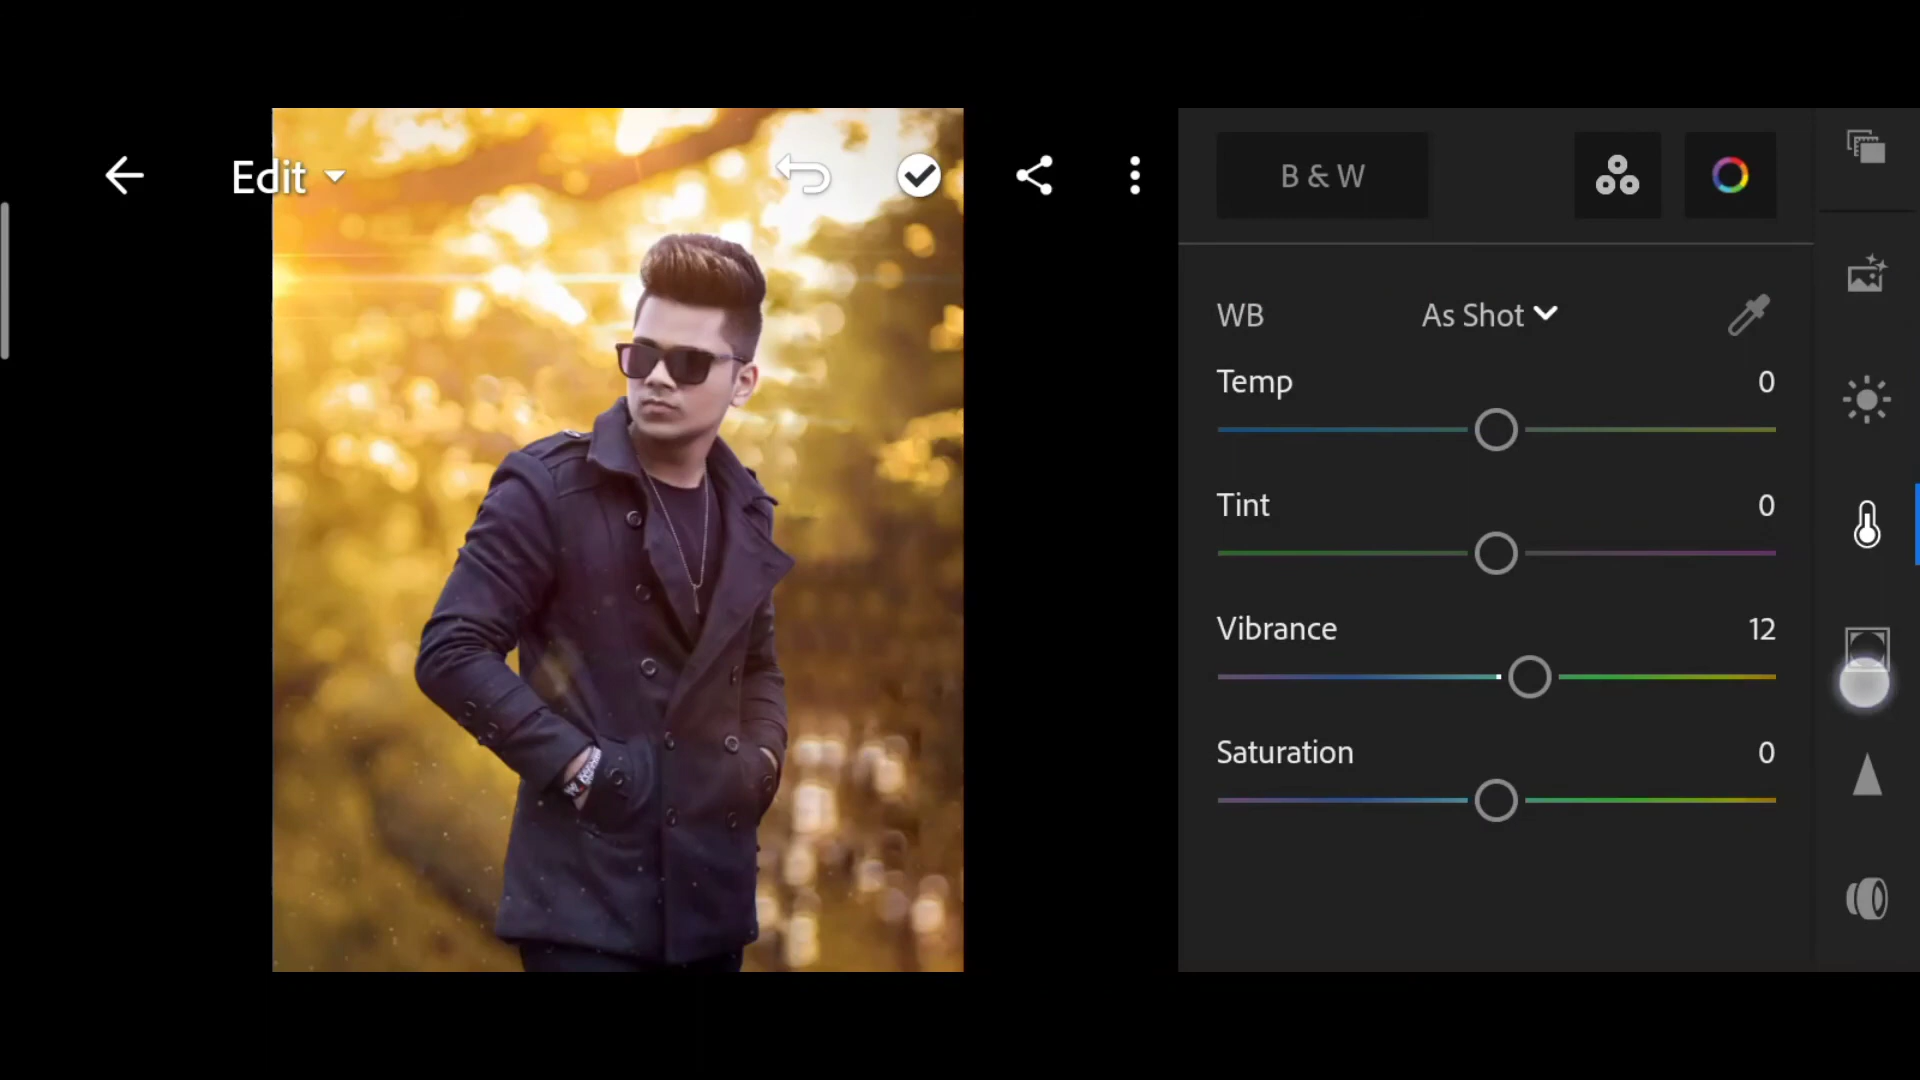 Edit
B & W
WB As Shot
Temp 0
Tint 0
Vibrance 12
Saturation 0